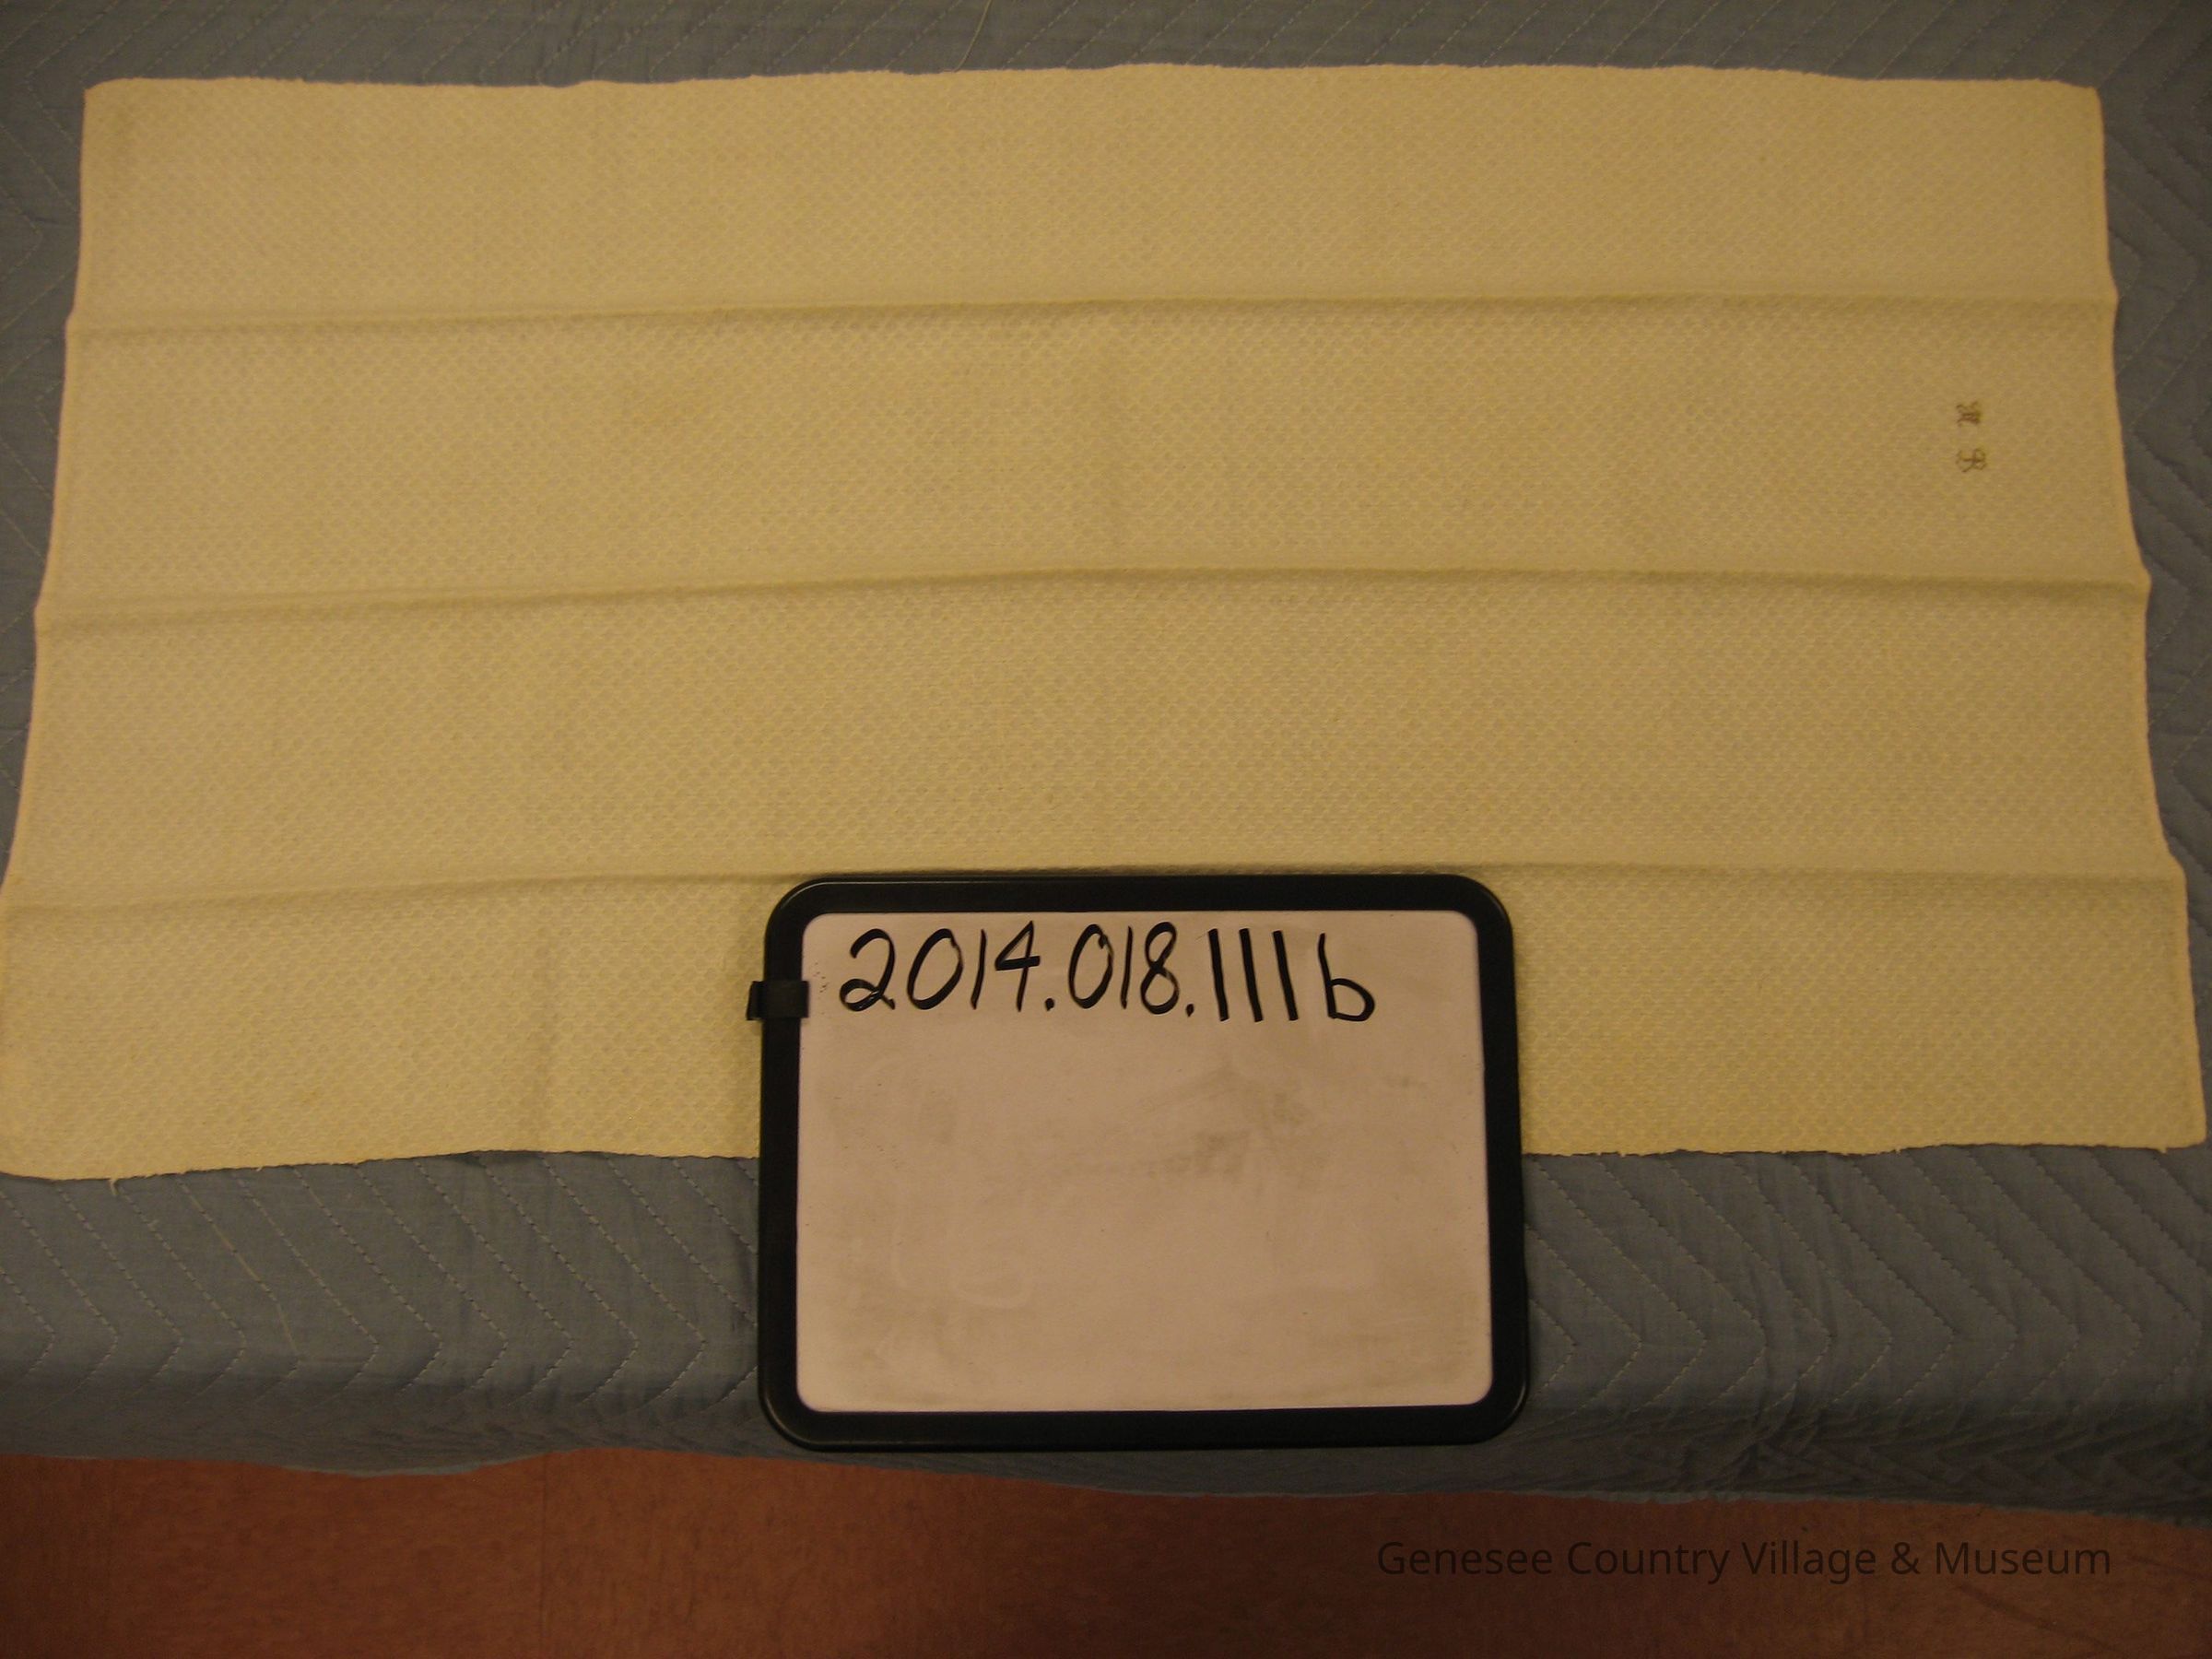 2014.018.111b
Genesee Country Village & Museum